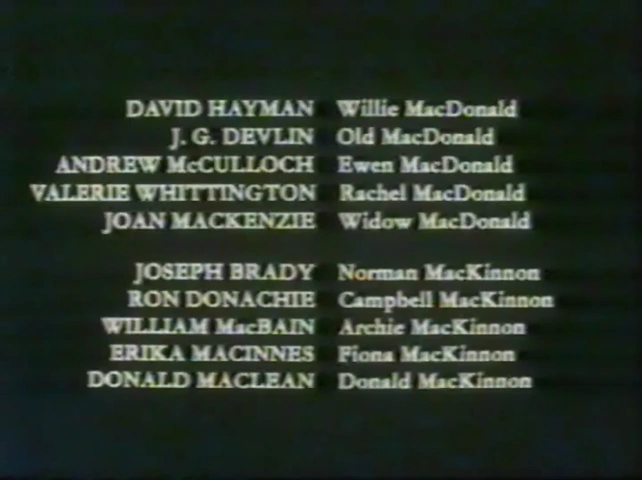 DAVID HAYMAN Willie MacDonald
J. G. DEVLIN Old MacDonald
ANDREW McCULLOCH Ewen MacDonald
VALERIE WHITTINGTON Rachel MacDonald
JOAN MACKENZIE Widow MacDonald
JOSEPH BRADY Norman MacKinnon
RON DONACHIE Campbell MacKinnon
WILLIAM MacBAIN Archie MacKinnon
ERIKA MACINNES Fiona MacKinnon
DONALD MACLEAN Donald MacKinnon